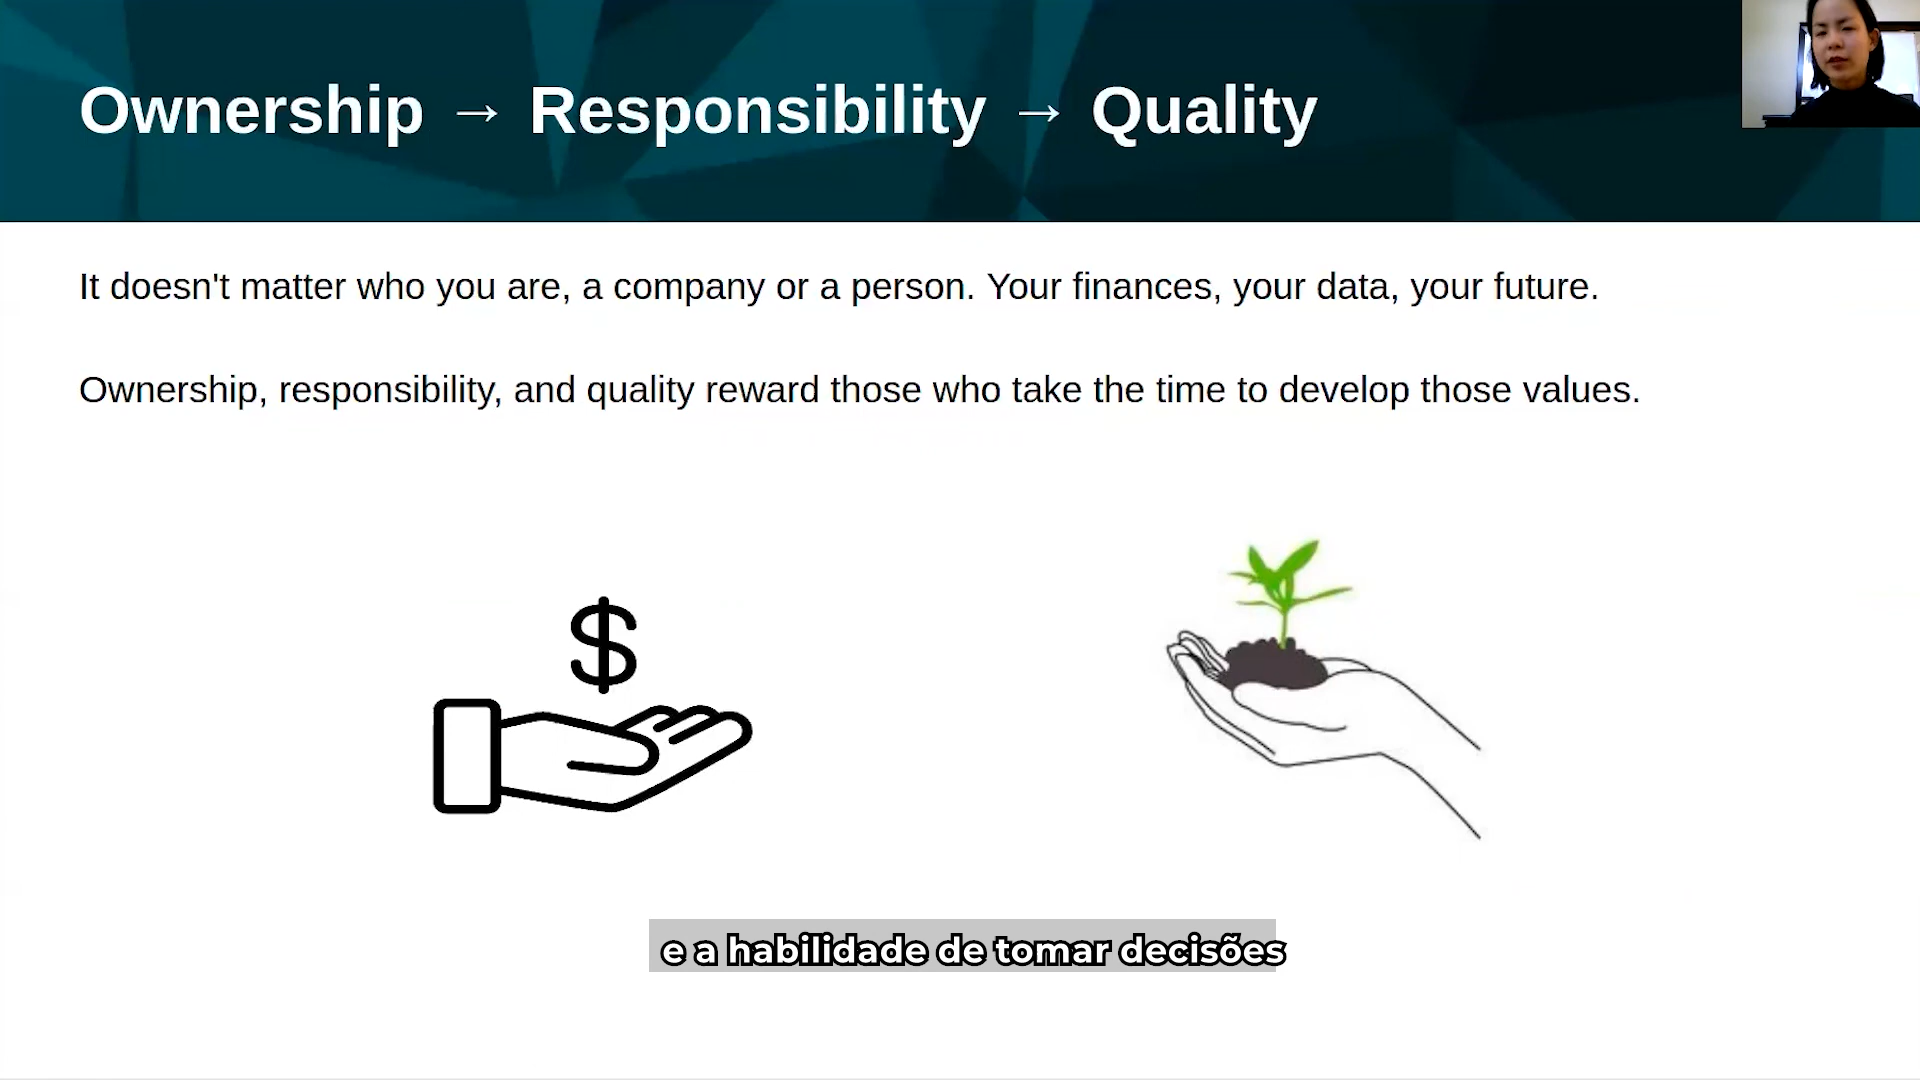 Ownership → Responsibility → Quality
It doesn't matter who you are, a company or a person. Your finances, your data, your future.
Ownership, responsibility, and quality reward those who take the time to develop those values.
$
e a habilidade de tomar decisões